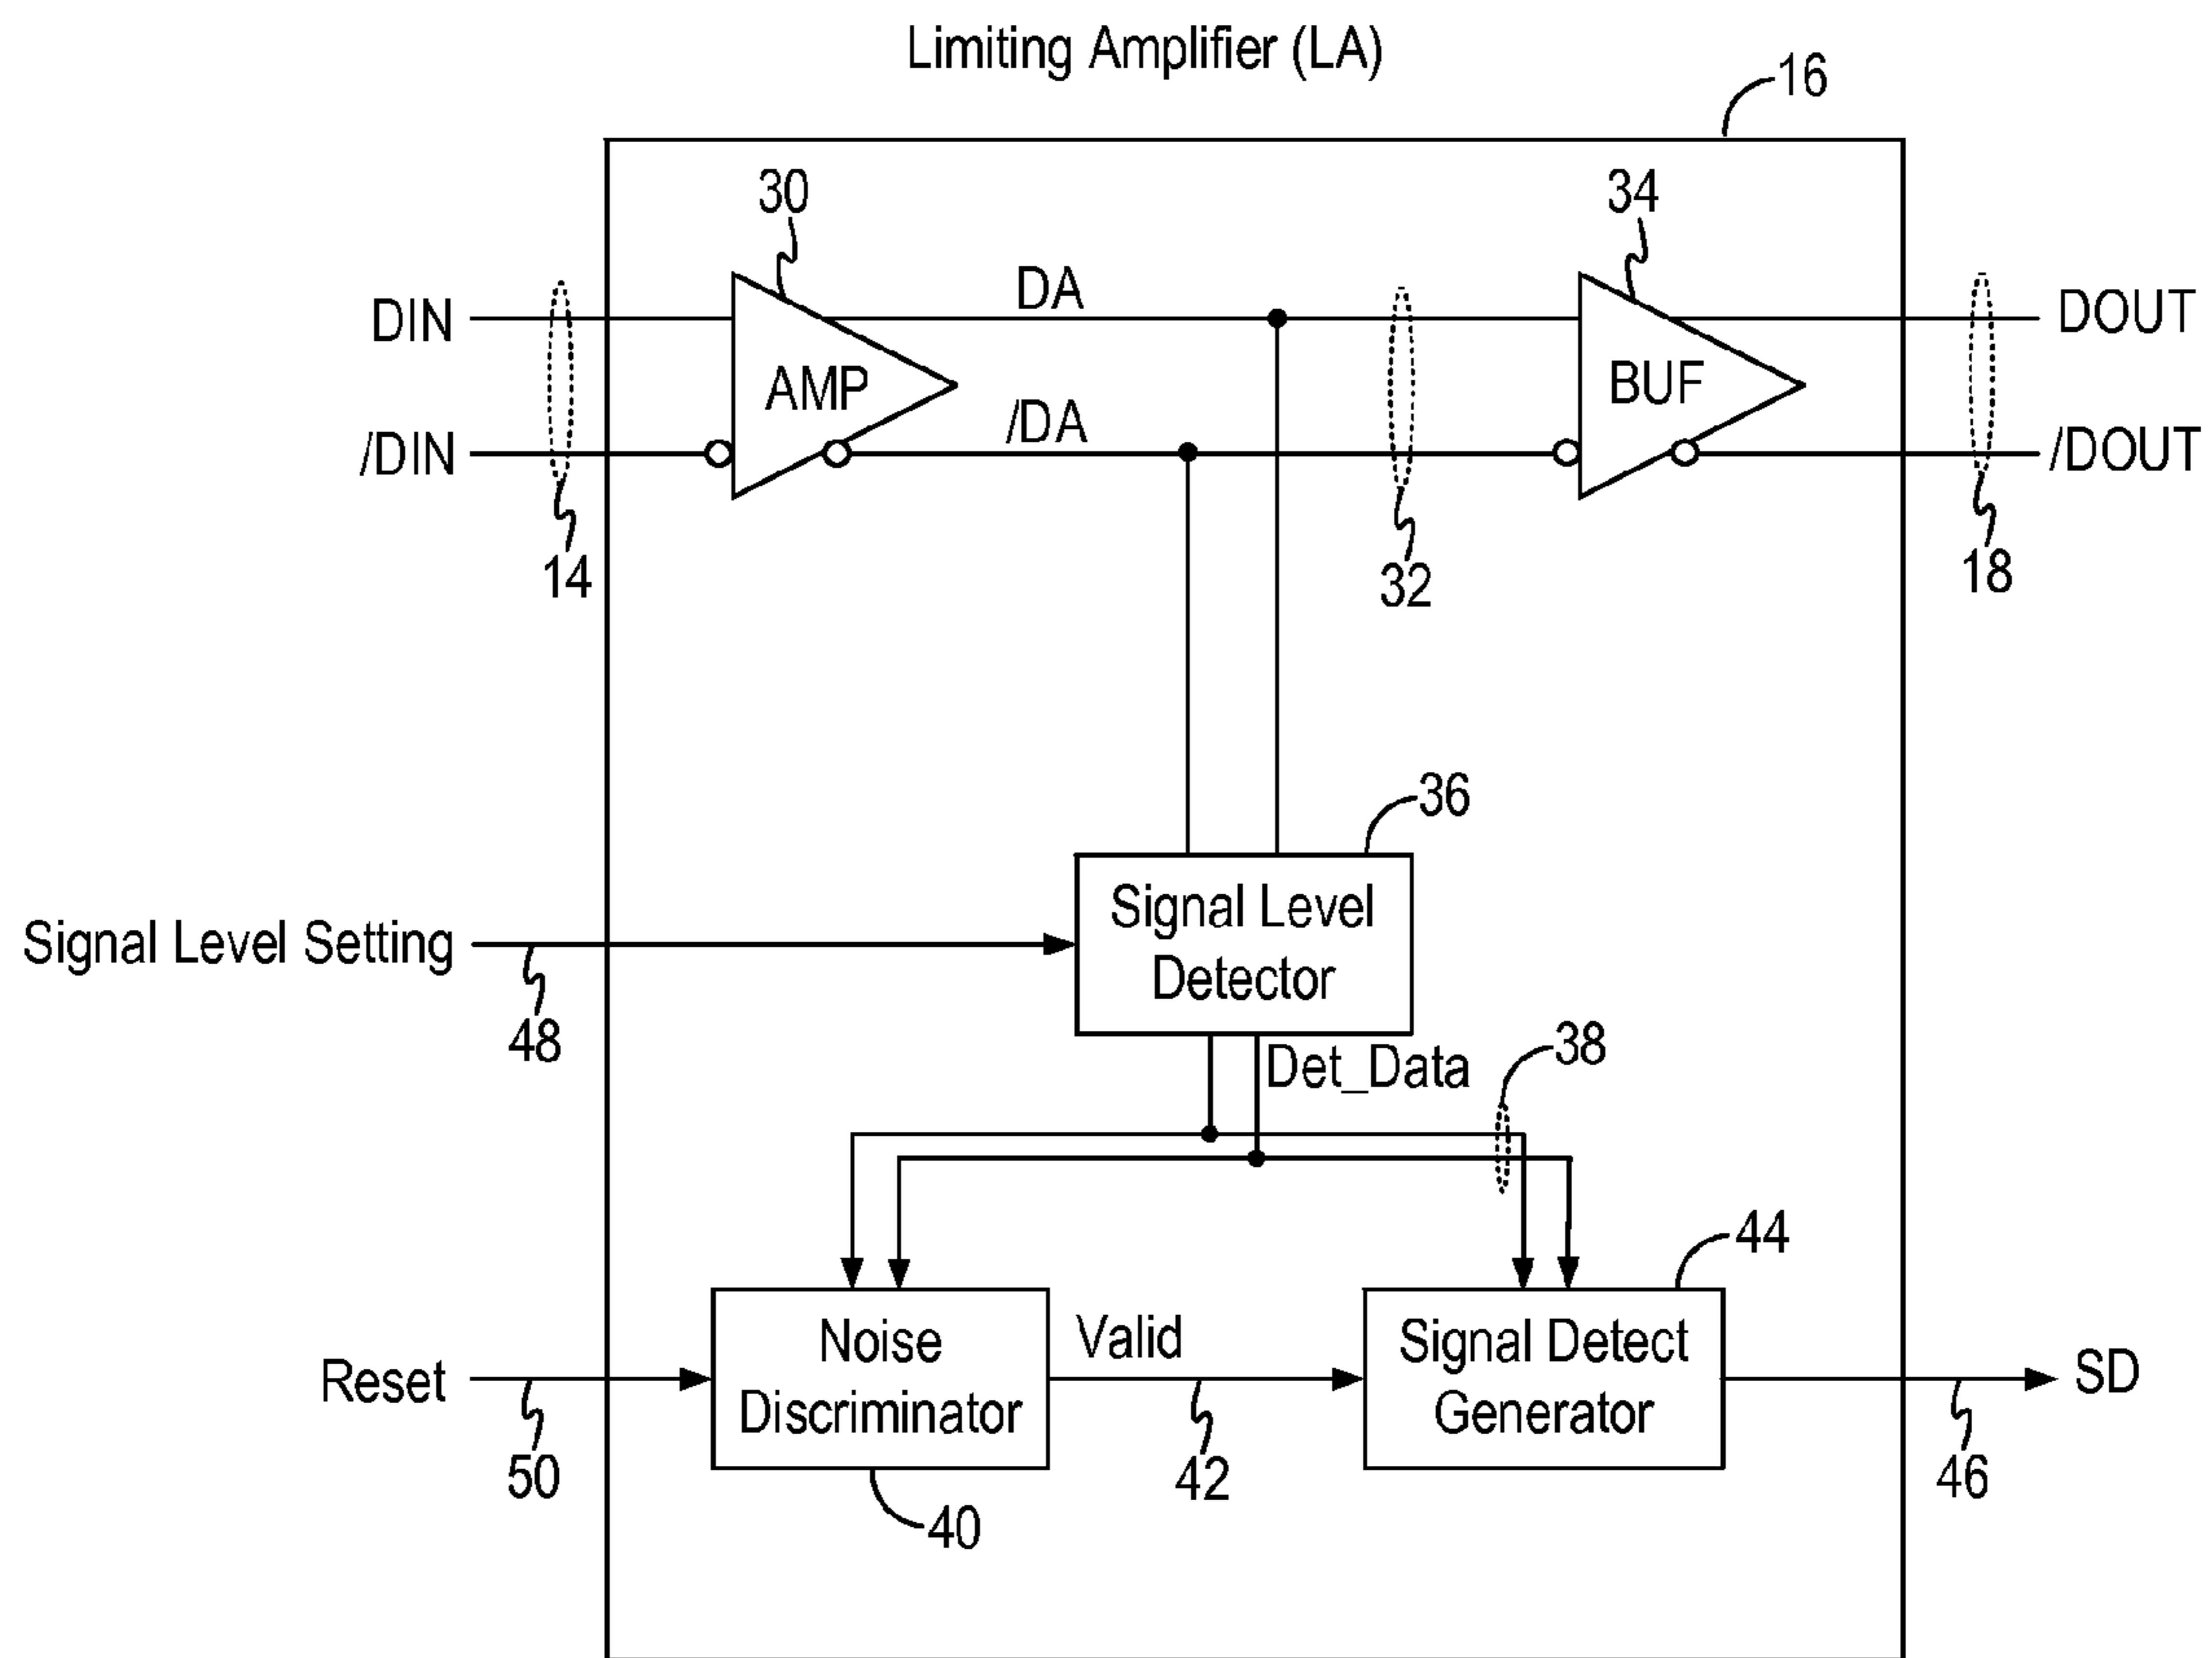 Limiting Amplifier (LA)
16
30
34
DIN
DA
DOUT
AMP
BUF
/DIN
/DA
/DOUT
14
32
18
36
Signal Level Setting
Signal Level
Detector
48
Det_Data
38
44
Reset
Noise
Discriminator
Valid
Signal Detect
Generator
SD
50
42
46
40